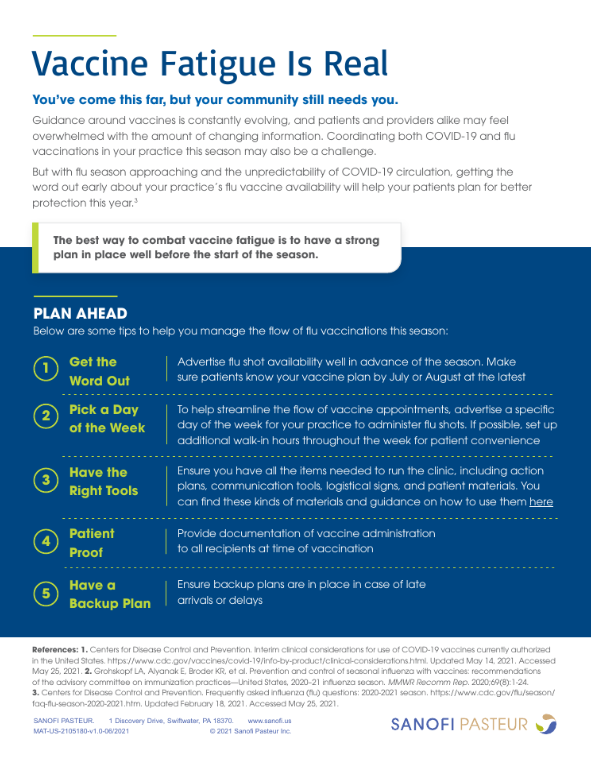 Vaccine Fatigue Is Real
You've come this far, but your community still needs you.
Guidance around vaccines is constantly evolving, and patients and providers alike may feel
overwhelmed with the amount of changing information. Coordinating both COVID-19 and flu
vaccinations in your practice this season may also be a challenge.
But with flu season approaching and the unpredictability of COVID-19 circulation, getting the
word out early about your practice's flu vaccine availability will help your patients plan for better
protection this year.³
The best way to combat vaccine fatigue is to have a strong
plan in place well before the start of the season.
PLAN AHEAD
Below are some tips to help you manage the flow of flu vaccinations this season:
1
Get the
Word Out
Advertise flu shot availability well in advance of the season. Make
sure patients know your vaccine plan by July or August at the latest
2
Pick a Day
of the Week
To help streamline the flow of vaccine appointments, advertise a specific
day of the week for your practice to administer flu shots. If possible, set up
additional walk-in hours throughout the week for patient convenience
3
Have the
Right Tools
Ensure you have all the items needed to run the clinic, including action
plans, communication tools, logistical signs, and patient materials. You
can find these kinds of materials and guidance on how to use them here
4
Patient
Proof
Provide documentation of vaccine administration
to all recipients at time of vaccination
5
Have a
Backup Plan
Ensure backup plans are in place in case of late
arrivals or delays
References: 1. Centers for Disease Control and Prevention. Interim clinical considerations for use of COVID-19 vaccines currently authorized
in the United States. https://www.cdc.gov/vaccines/covid-19/info-by-product/clinical-considerations.html. Updated May 14, 2021. Accessed
May 25, 2021. 2. Grohskopf LA, Alyanak E, Broder KR, et al. Prevention and control of seasonal influenza with vaccines: recommendations
of the advisory committee on immunization practices—United States, 2020-21 influenza season. MMWR Recomm Rep. 2020;69(8):1-24.
3. Centers for Disease Control and Prevention. Frequently asked influenza (flu) questions: 2020-2021 season. https://www.cdc.gov/flu/season/
faq-flu-season-2020-2021.htm. Updated February 18, 2021. Accessed May 25, 2021.
SANOFI PASTEUR. 1 Discovery Drive, Swiftwater, PA 18370. www.sanofi.us
MAT-US-2105180-v1.0-06/2021 © 2021 Sanofi Pasteur Inc.
SANOFI PASTEUR